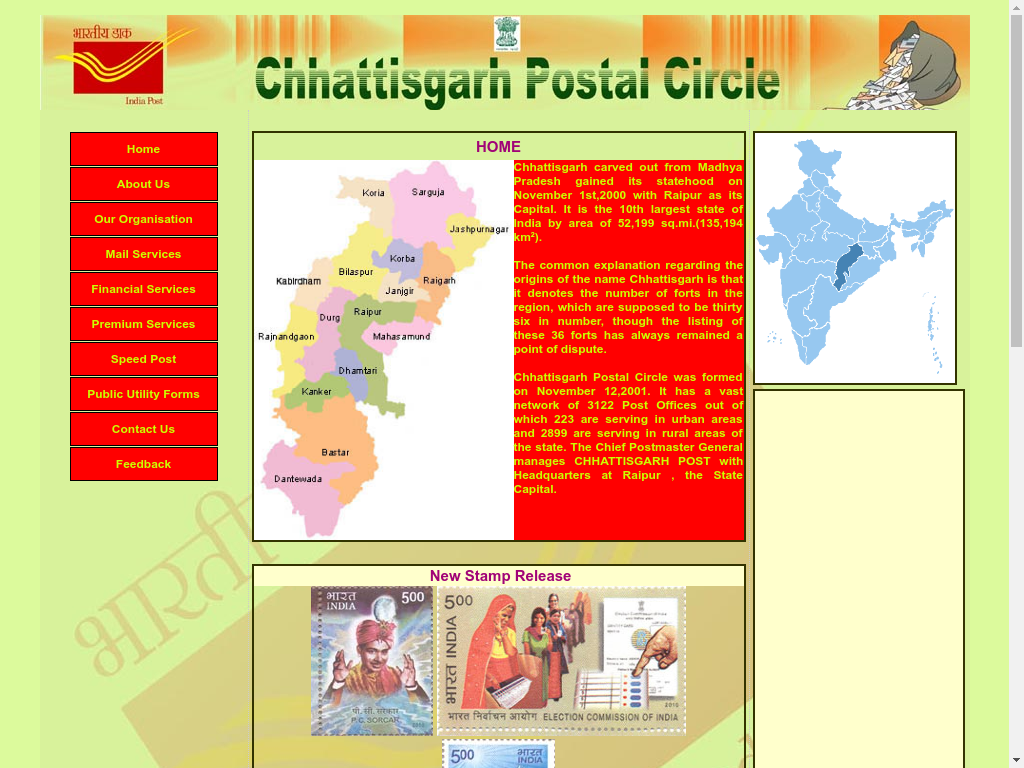 भारतीय डाक
India Post
Chhattisgarh Postal Circle
Home
About Us
Our Organisation
Mail Services
Financial Services
Premium Services
Speed Post
Public Utility Forms
Contact Us
Feedback
HOME
Koria
Sarguja
Jashpurnagar
Korba
Bilaspur
Raigarh
Kabirdham
Janjgir
Raipur
Durg
Rajnandgaon
Mahasamund
Dhamtari
Kanker
Bastar
Dantewada
Chhattisgarh carved out from Madhya
Pradesh gained its statehood on
November 1st,2000 with Raipur as its
Capital. It is the 10th largest state of
India by area of 52,199 sq.mi.(135,194
km²).
The common explanation regarding the
origins of the name Chhattisgarh is that
it denotes the number of forts in the
region, which are supposed to be thirty
six in number, though the listing of
these 36 forts has always remained a
point of dispute.
Chhattisgarh Postal Circle was formed
on November 12,2001. It has a vast
network of 3122 Post Offices out of
which 223 are serving in urban areas
and 2899 are serving in rural areas of
the state. The Chief Postmaster General
manages CHHATTISGARH POST with
Headquarters at Raipur , the State
Capital.
New Stamp Release
भारत
INDIA
500
पी. सी. सरकार
P. C. SORCAR
2010
500
भारत INDIA
2010
भारत निर्वाचन आयोग ELECTION COMMISSION OF INDIA
500
भारत
INDIA
भारती